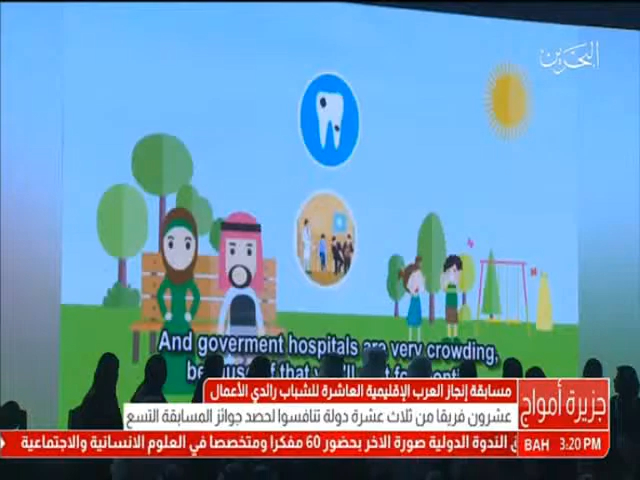 البحرين
And goverment hospitals are very crowding,
مسابقة إنجاز العرب الإقليمية العاشرة للشباب رائدي الأعمال
عشرون فريقا من ثلاث عشرة دولة تنافسوا لحصد جوائز المسابقة التسع
جزيرة أمواج
ق الندوة الدولية صورة الاخر بحضور 60 مفكرا ومتخصصا في العلوم الانسانية والاجتماعية
BAH 3:20 PM